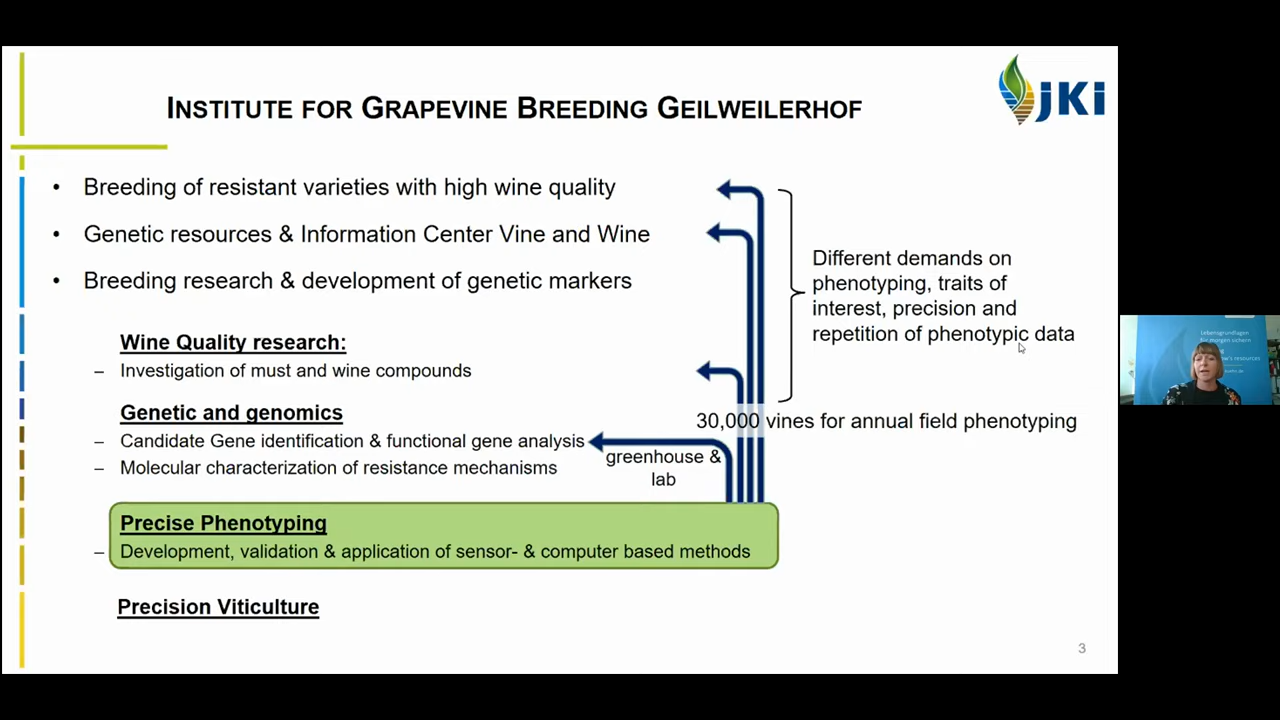 INSTITUTE FOR GRAPEVINE BREEDING GEILWEILERHOF
JKI
• Breeding of resistant varieties with high wine quality
• Genetic resources & Information Center Vine and Wine
• Breeding research & development of genetic markers
Different demands on
phenotyping, traits of
interest, precision and
repetition of phenotypic data
Wine Quality research:
– Investigation of must and wine compounds
Genetic and genomics
30,000 vines for annual field phenotyping
– Candidate Gene identification & functional gene analysis
– Molecular characterization of resistance mechanisms
greenhouse &
lab
Precise Phenotyping
– Development, validation & application of sensor- & computer based methods
Precision Viticulture
3
Lebensgrundlagen
für morgen sichern